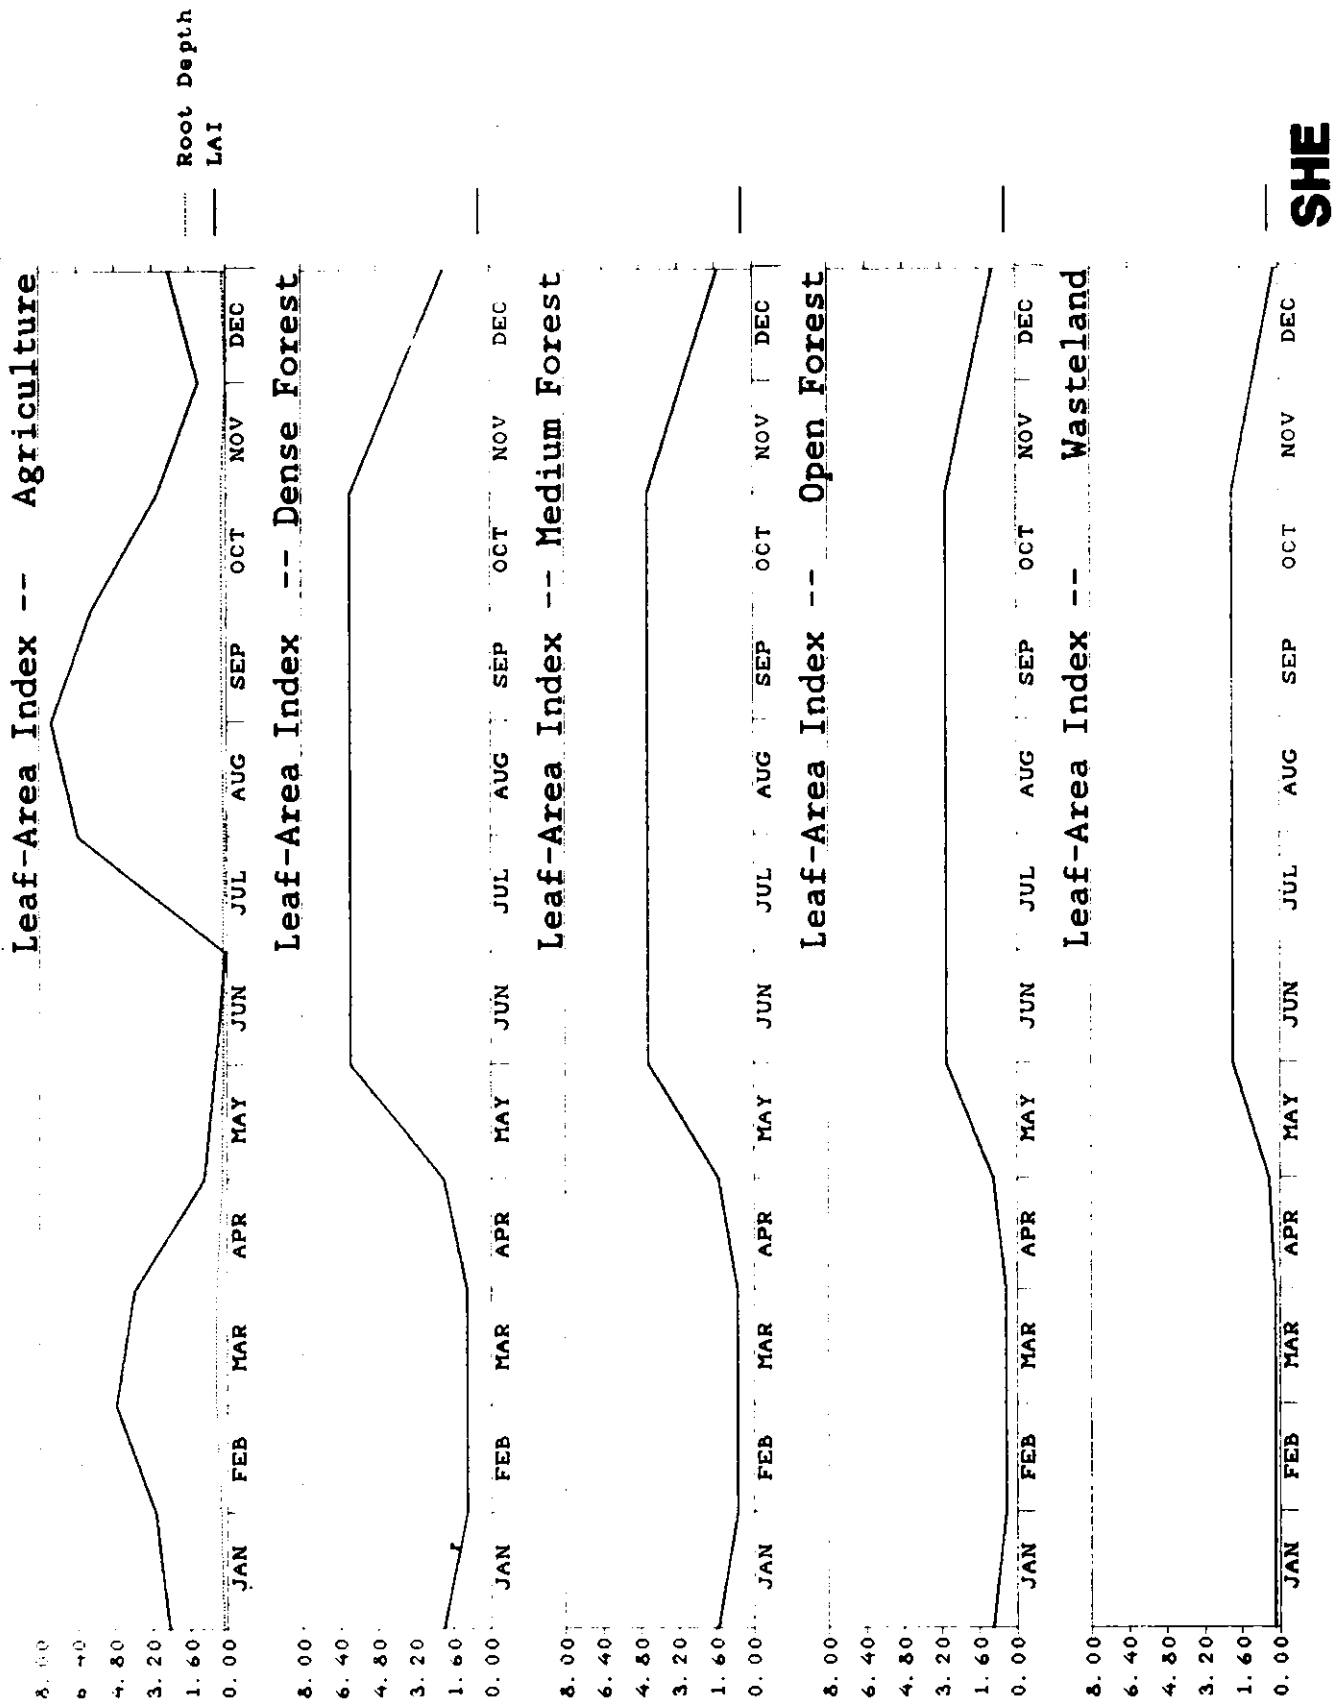 Leaf-Area Index -- Agriculture
Root Depth
LAI
8.00
6.40
4.80
3.20
1.60
0.00
JAN FEB MAR APR MAY JUN JUL AUG SEP OCT NOV DEC
Leaf-Area Index -- Dense Forest
8.00
6.40
4.80
3.20
1.60
0.00
JAN FEB MAR APR MAY JUN JUL AUG SEP OCT NOV DEC
Leaf-Area Index -- Medium Forest
8.00
6.40
4.80
3.20
1.60
0.00
JAN FEB MAR APR MAY JUN JUL AUG SEP OCT NOV DEC
Leaf-Area Index -- Open Forest
8.00
6.40
4.80
3.20
1.60
0.00
JAN FEB MAR APR MAY JUN JUL AUG SEP OCT NOV DEC
Leaf-Area Index -- Wasteland
8.00
6.40
4.80
3.20
1.60
0.00
JAN FEB MAR APR MAY JUN JUL AUG SEP OCT NOV DEC
SHE